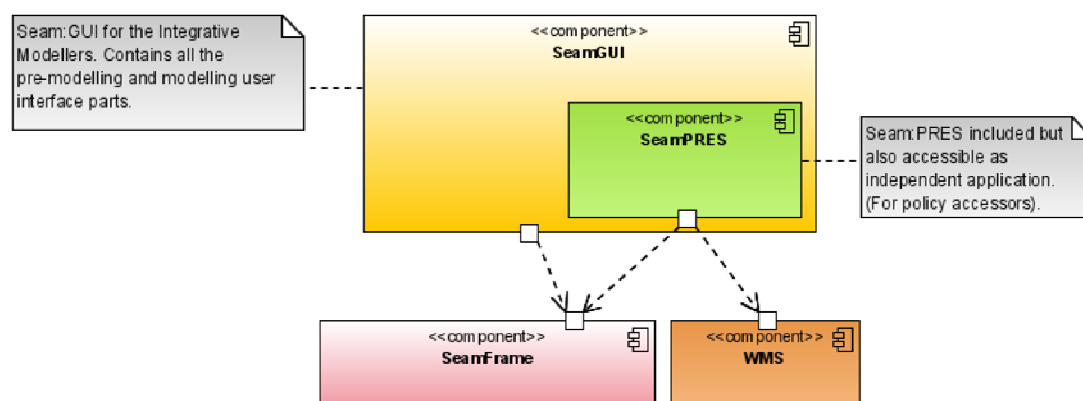 Seam:GUI for the Integrative
Modellers. Contains all the
pre-modelling and modelling user
interface parts.
<<component>>
SeamGUI
<<component>>
SeamPRES
Seam:PRES included but
also accessible as
independent application.
(For policy accessors).
<<component>>
SeamFrame
<<component>>
WMS